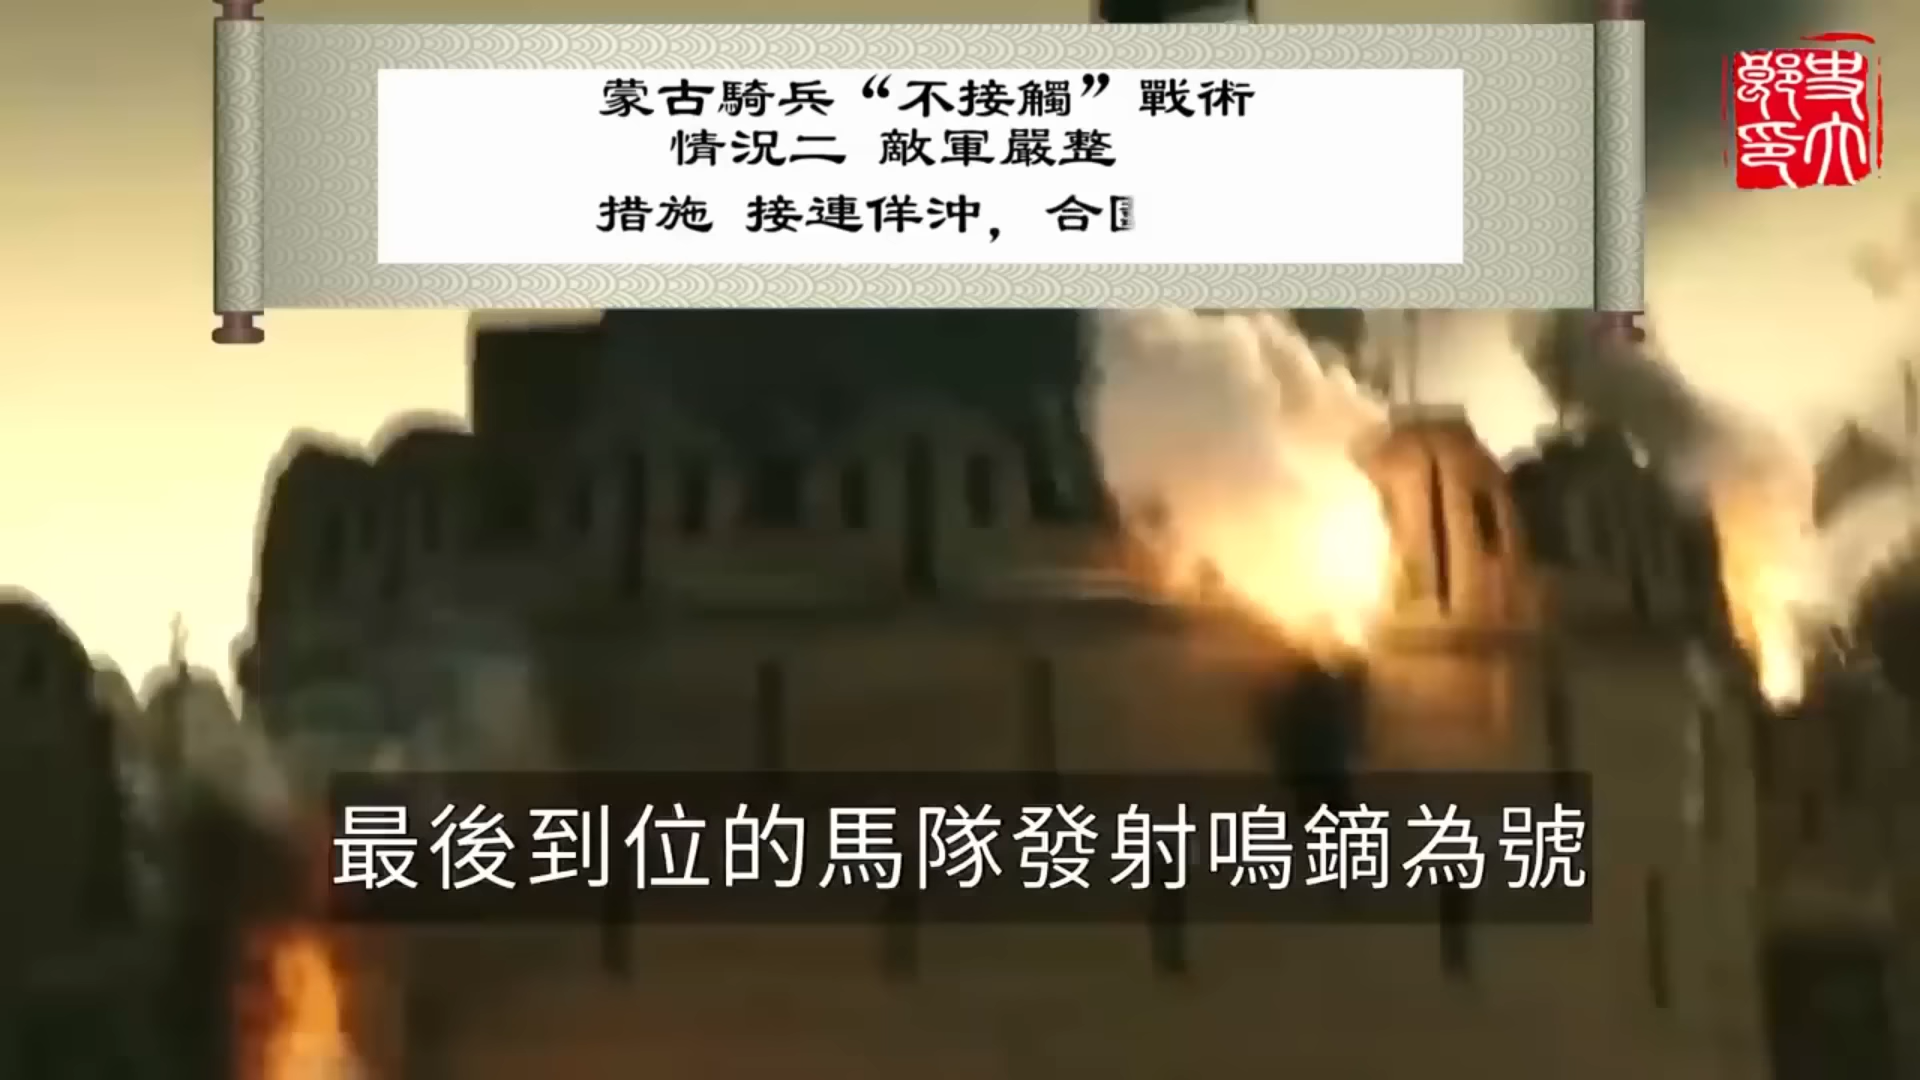 蒙古騎兵“不接觸”戰術
情況二 敵軍嚴整
措施 接連佯沖，合
最後到位的馬隊發射鳴鏑為號